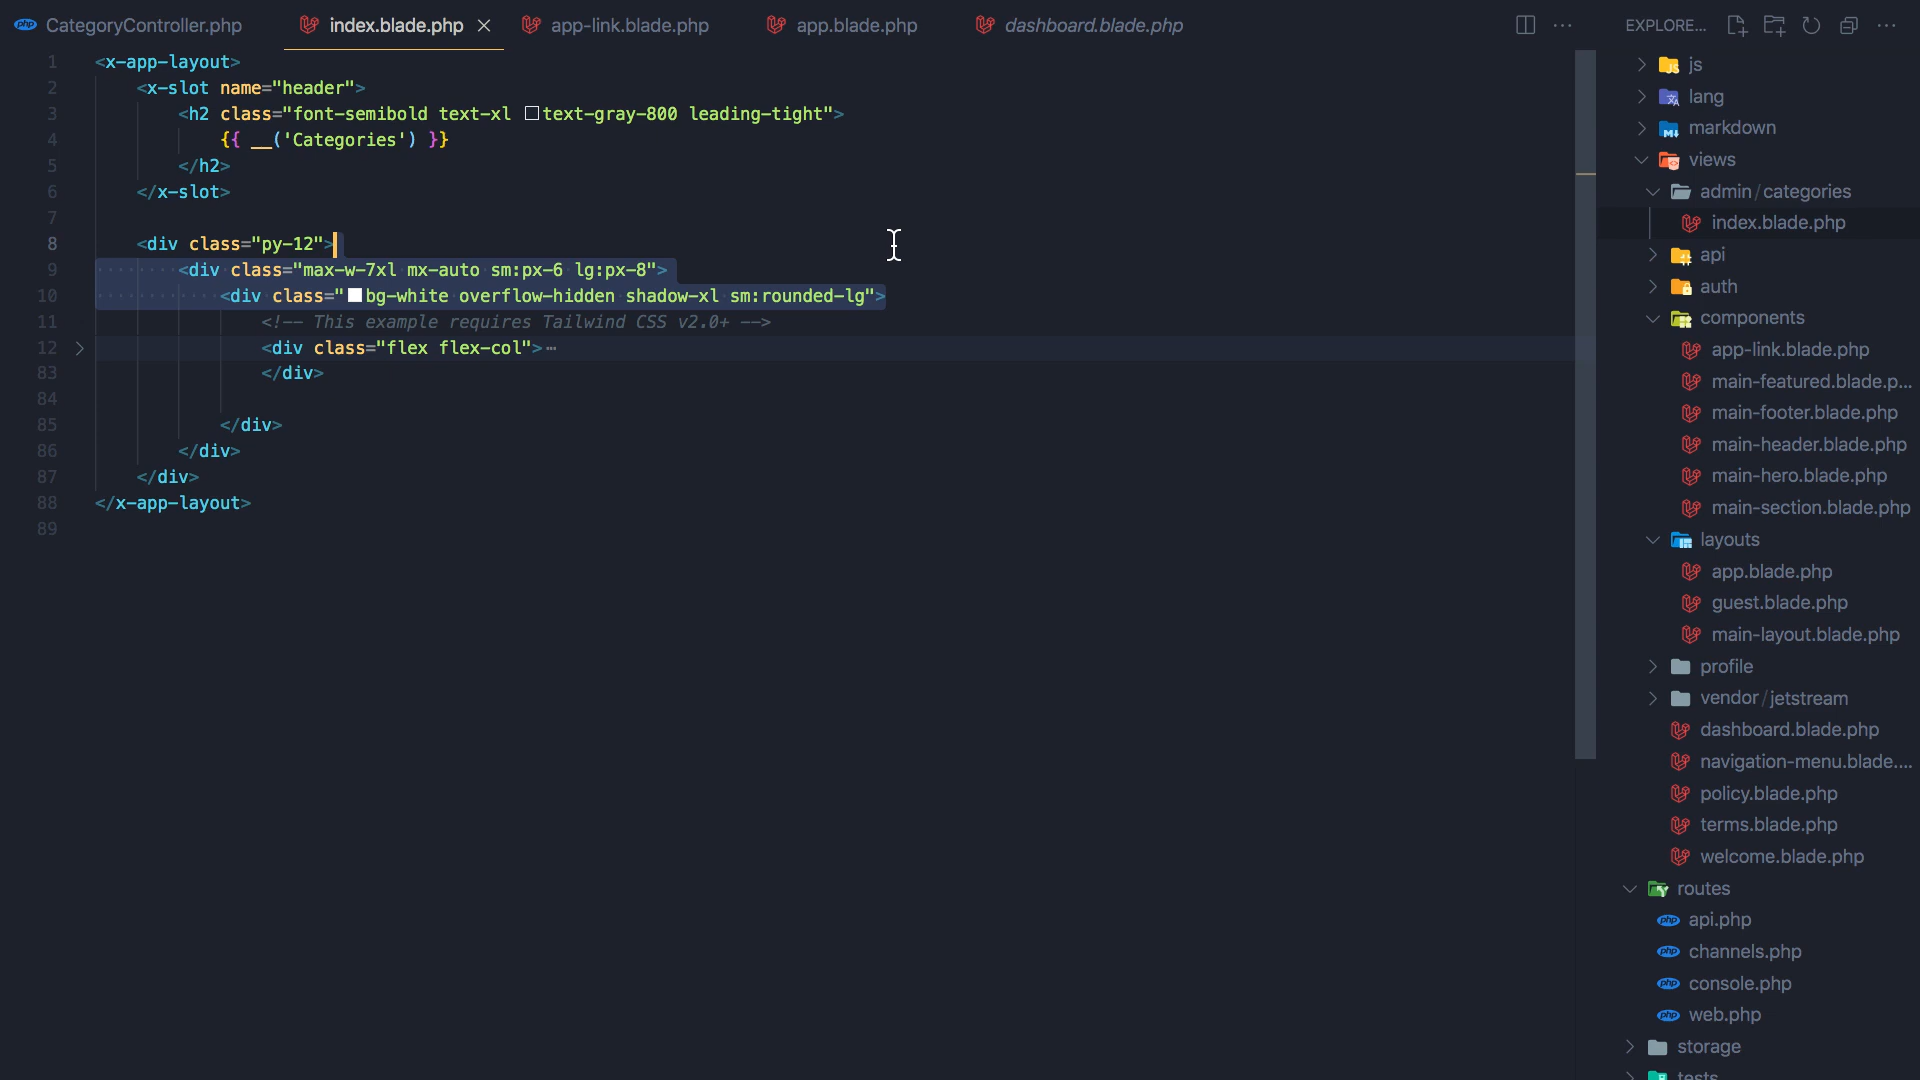 CategoryController.php
index.blade.php
app-link.blade.php
app.blade.php
dashboard.blade.php
EXPLORE...
1 <x-app-layout>
2 <x-slot name="header">
3 <h2 class="font-semibold text-xl text-gray-800 leading-tight">
4 {{ __('Categories') }}
5 </h2>
6 </x-slot>
7
8 <div class="py-12">
9 <div class="max-w-7xl mx-auto sm:px-6 lg:px-8">
10 <div class="bg-white overflow-hidden shadow-xl sm:rounded-lg">
11 <!-- This example requires Tailwind CSS v2.0+ -->
12 <div class="flex flex-col">⋯
83 </div>
84
85 </div>
86 </div>
87 </div>
88 </x-app-layout>
89
js
lang
markdown
views
admin/categories
index.blade.php
api
auth
components
app-link.blade.php
main-featured.blade.p...
main-footer.blade.php
main-header.blade.php
main-hero.blade.php
main-section.blade.php
layouts
app.blade.php
guest.blade.php
main-layout.blade.php
profile
vendor/jetstream
dashboard.blade.php
navigation-menu.blade....
policy.blade.php
terms.blade.php
welcome.blade.php
routes
api.php
channels.php
console.php
web.php
storage
tests